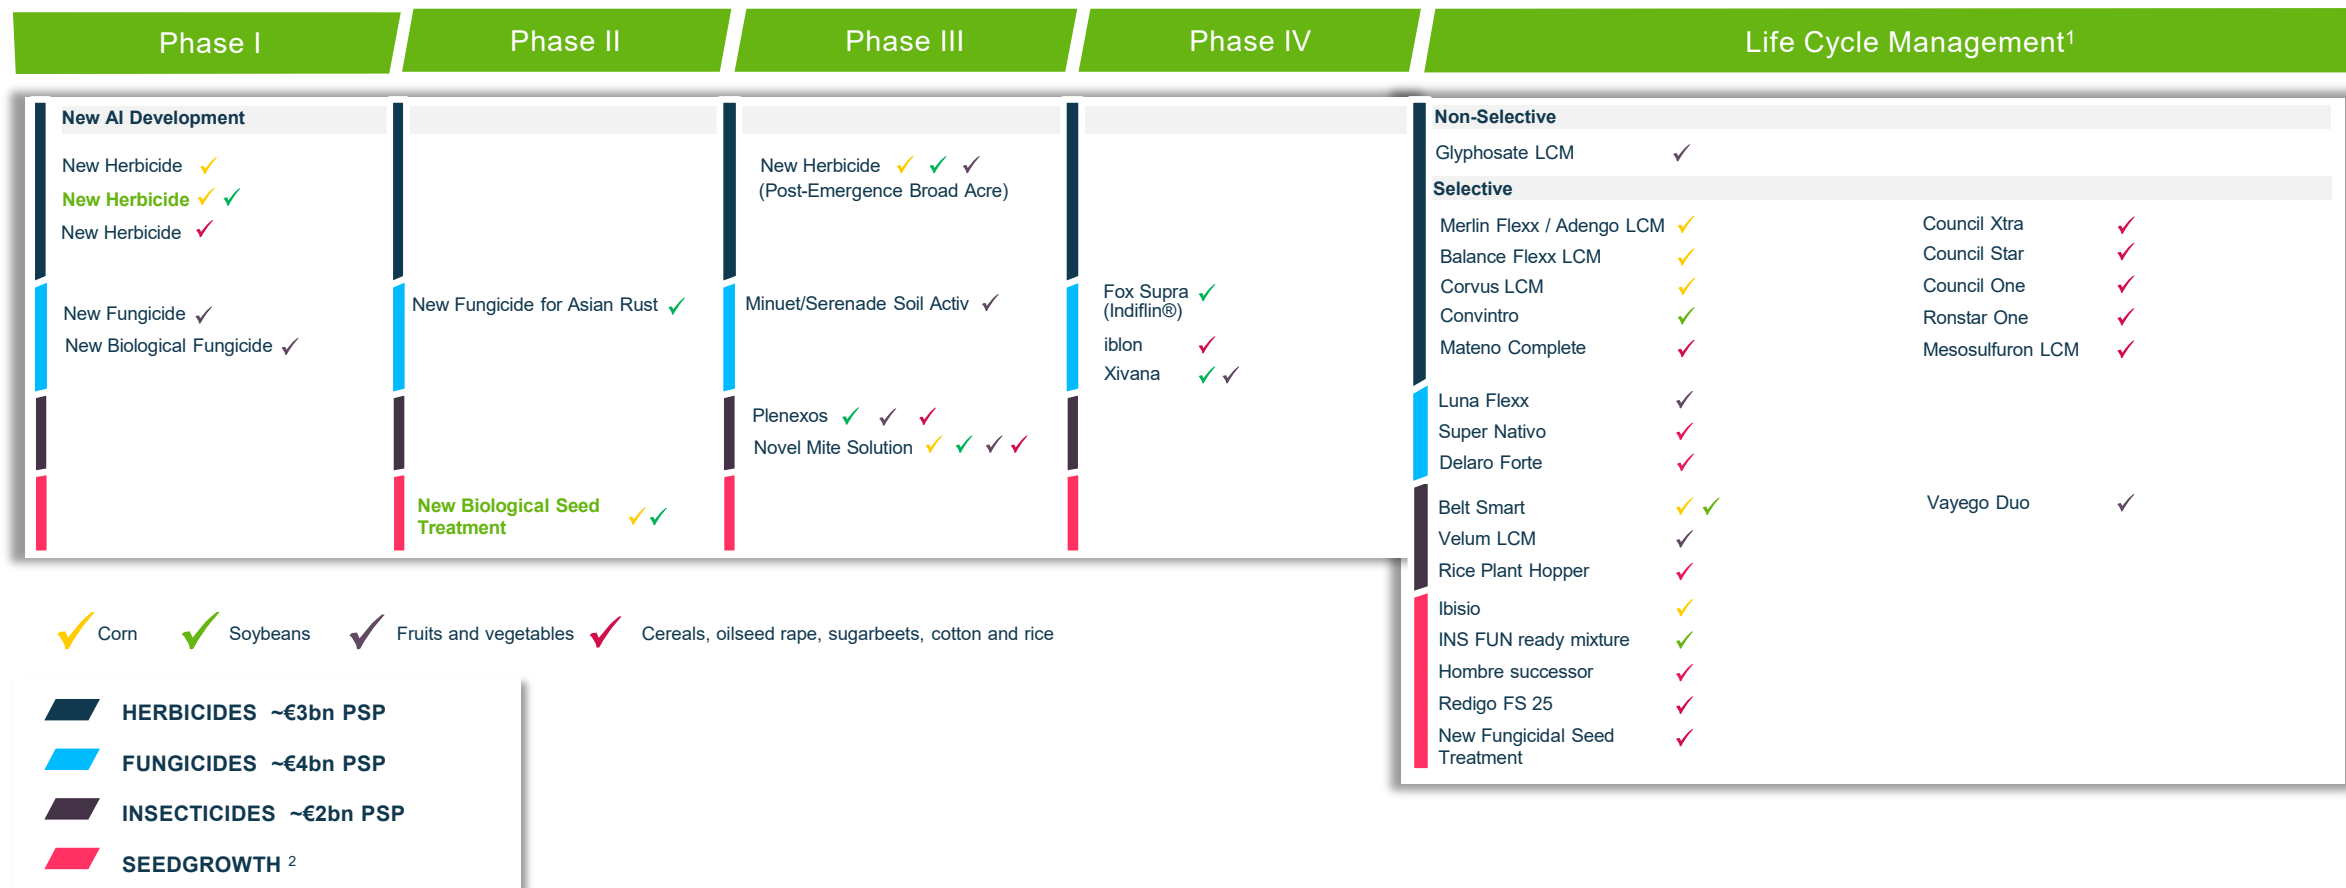 Phase I
Phase II
Phase III
Phase IV
Life Cycle Management¹
New AI Development
New Herbicide
New Herbicide
New Herbicide
New Fungicide
New Biological Fungicide
New Fungicide for Asian Rust
New Biological Seed
Treatment
New Herbicide
(Post-Emergence Broad Acre)
Minuet/Serenade Soil Activ
Plenexos
Novel Mite Solution
Fox Supra
(Indiflin®)
iblon
Xivana
Non-Selective
Glyphosate LCM
Selective
Merlin Flexx / Adengo LCM
Balance Flexx LCM
Corvus LCM
Convintro
Mateno Complete
Council Xtra
Council Star
Council One
Ronstar One
Mesosulfuron LCM
Luna Flexx
Super Nativo
Delaro Forte
Belt Smart
Velum LCM
Rice Plant Hopper
Vayego Duo
Ibisio
INS FUN ready mixture
Hombre successor
Redigo FS 25
New Fungicidal Seed
Treatment
Corn
Soybeans
Fruits and vegetables
Cereals, oilseed rape, sugarbeets, cotton and rice
HERBICIDES ~€3bn PSP
FUNGICIDES ~€4bn PSP
INSECTICIDES ~€2bn PSP
SEEDGROWTH ²